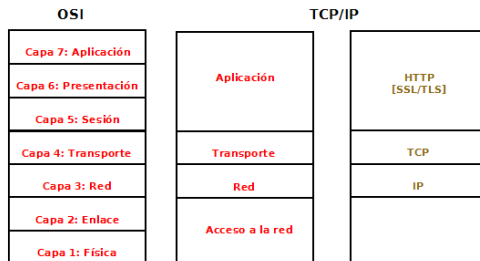 OSI
TCP/IP
Capa 7: Aplicación
Capa 6: Presentación
Capa 5: Sesión
Capa 4: Transporte
Capa 3: Red
Capa 2: Enlace
Capa 1: Física
Aplicación
Transporte
Red
Acceso a la red
HTTP
[SSL/TLS]
TCP
IP